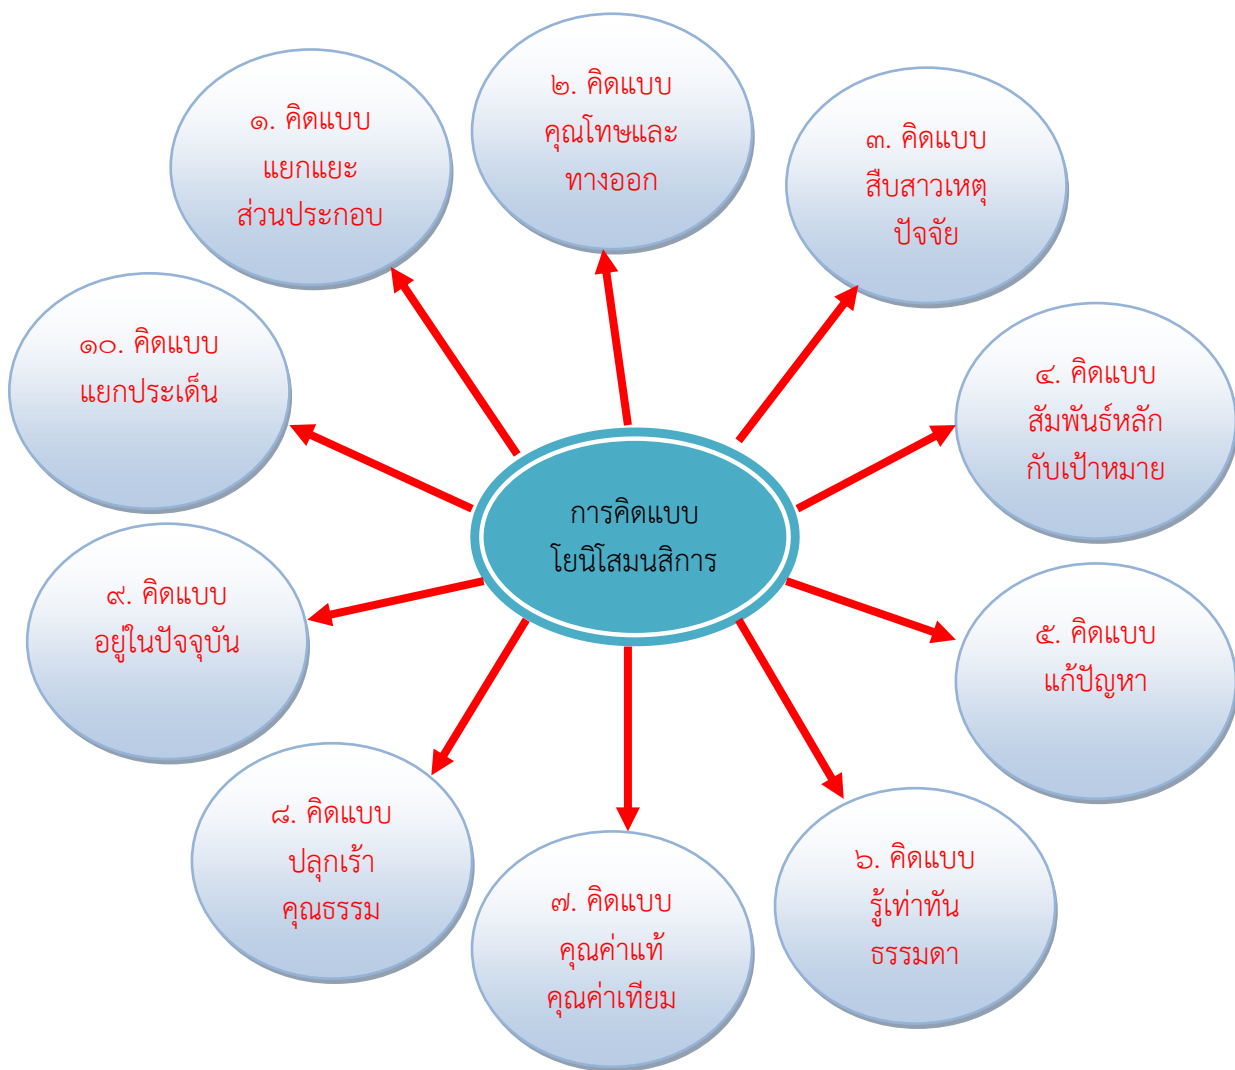 ๑. คิดแบบ
แยกแยะ
ส่วนประกอบ
๒. คิดแบบ
คุณโทษและ
ทางออก
๓. คิดแบบ
สืบสาวเหตุ
ปัจจัย
๔. คิดแบบ
สัมพันธ์หลัก
กับเป้าหมาย
๕. คิดแบบ
แก้ปัญหา
๖. คิดแบบ
รู้เท่าทัน
ธรรมดา
๗. คิดแบบ
คุณค่าแท้
คุณค่าเทียม
๘. คิดแบบ
ปลุกเร้า
คุณธรรม
๙. คิดแบบ
อยู่ในปัจจุบัน
๑๐. คิดแบบ
แยกประเด็น
การคิดแบบ
โยนิโสมนสิการ